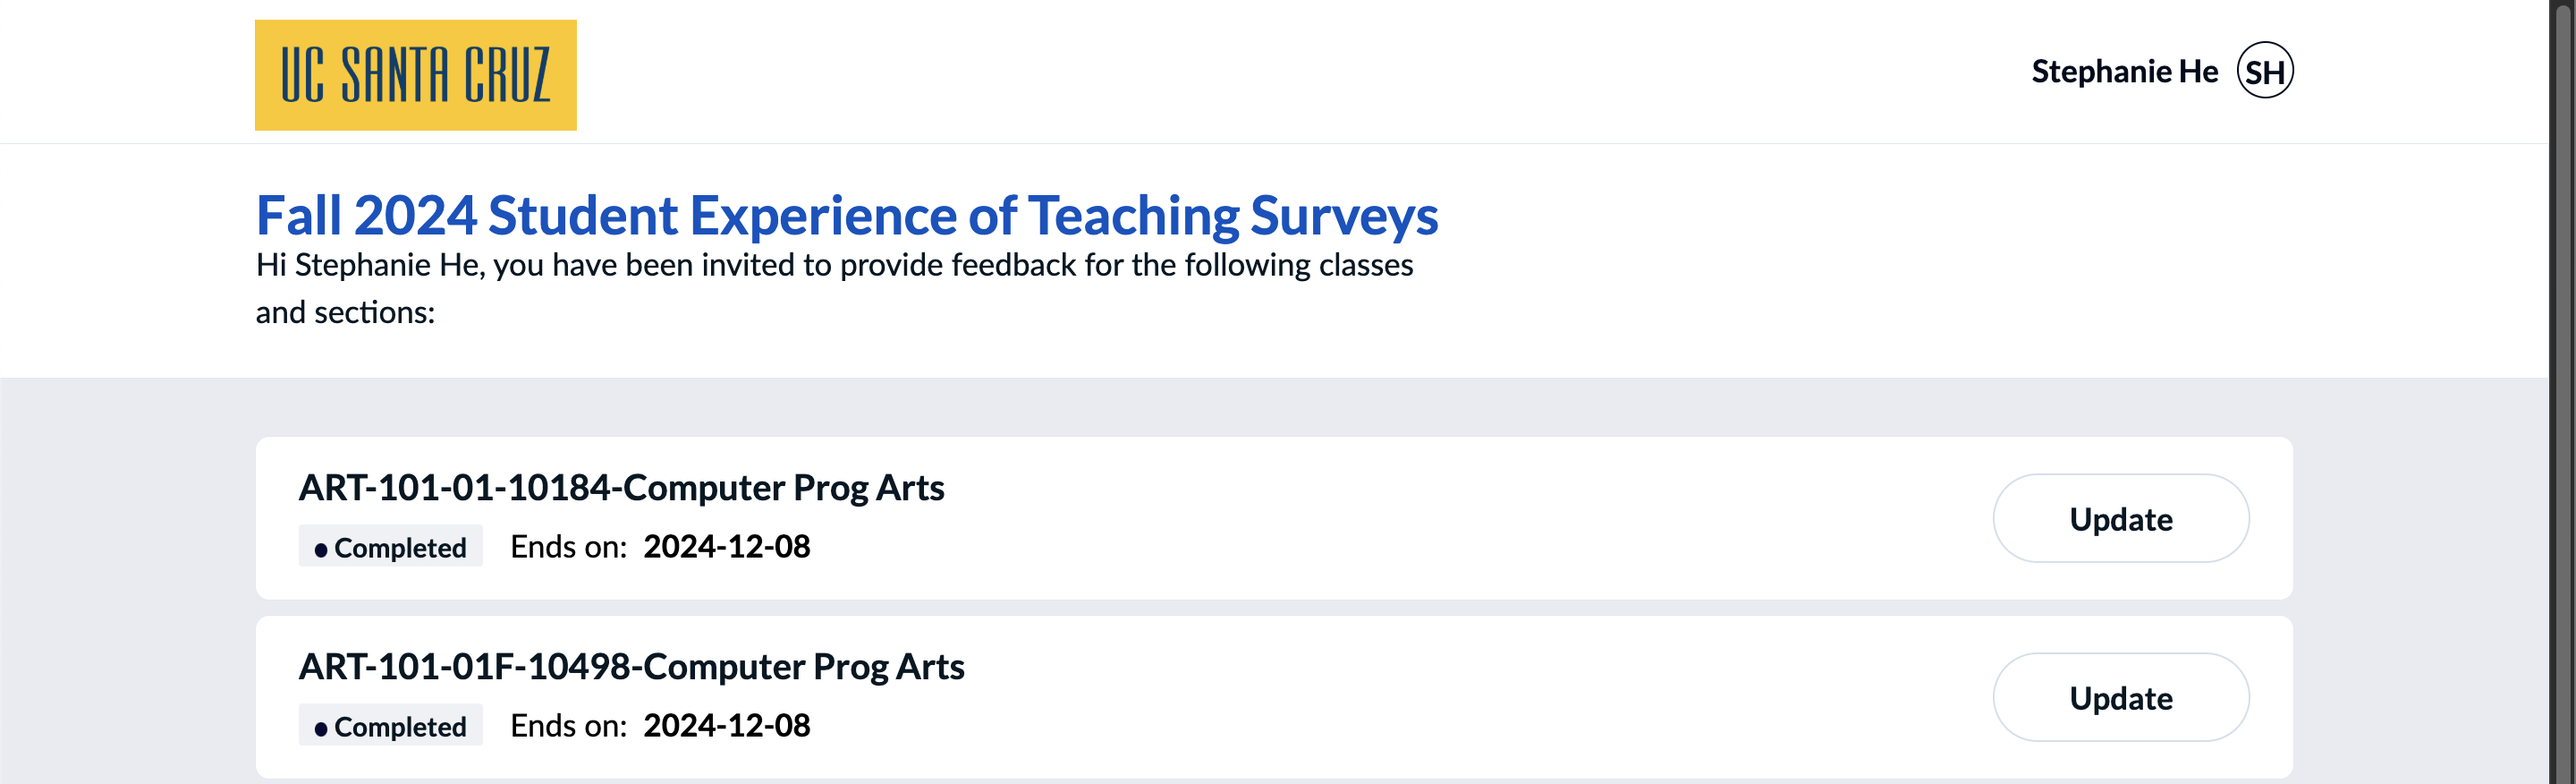 UC SANTA CRUZ
Stephanie He SH
Fall 2024 Student Experience of Teaching Surveys
Hi Stephanie He, you have been invited to provide feedback for the following classes
and sections:
ART-101-01-10184-Computer Prog Arts
Completed Ends on: 2024-12-08
Update
ART-101-01F-10498-Computer Prog Arts
Completed Ends on: 2024-12-08
Update